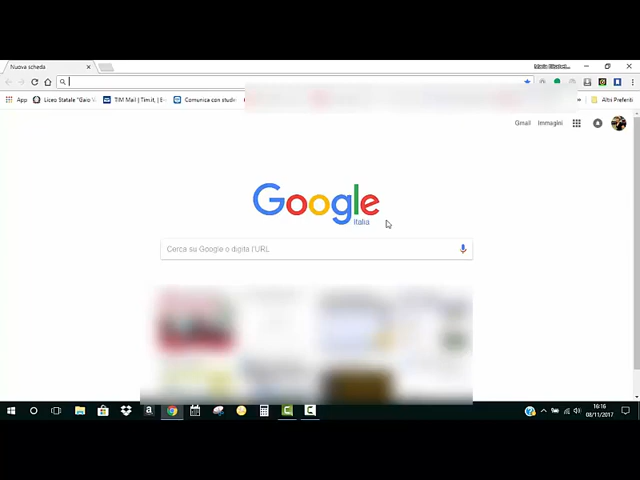 Nuova scheda
App Liceo Statale "Gaio V TIM Mail | Tim.it, | E-
Comunica con studi » Altri Preferiti
Gmail Immagini
Google
Italia
Cerca su Google o digita l'URL
16:16
08/11/2017